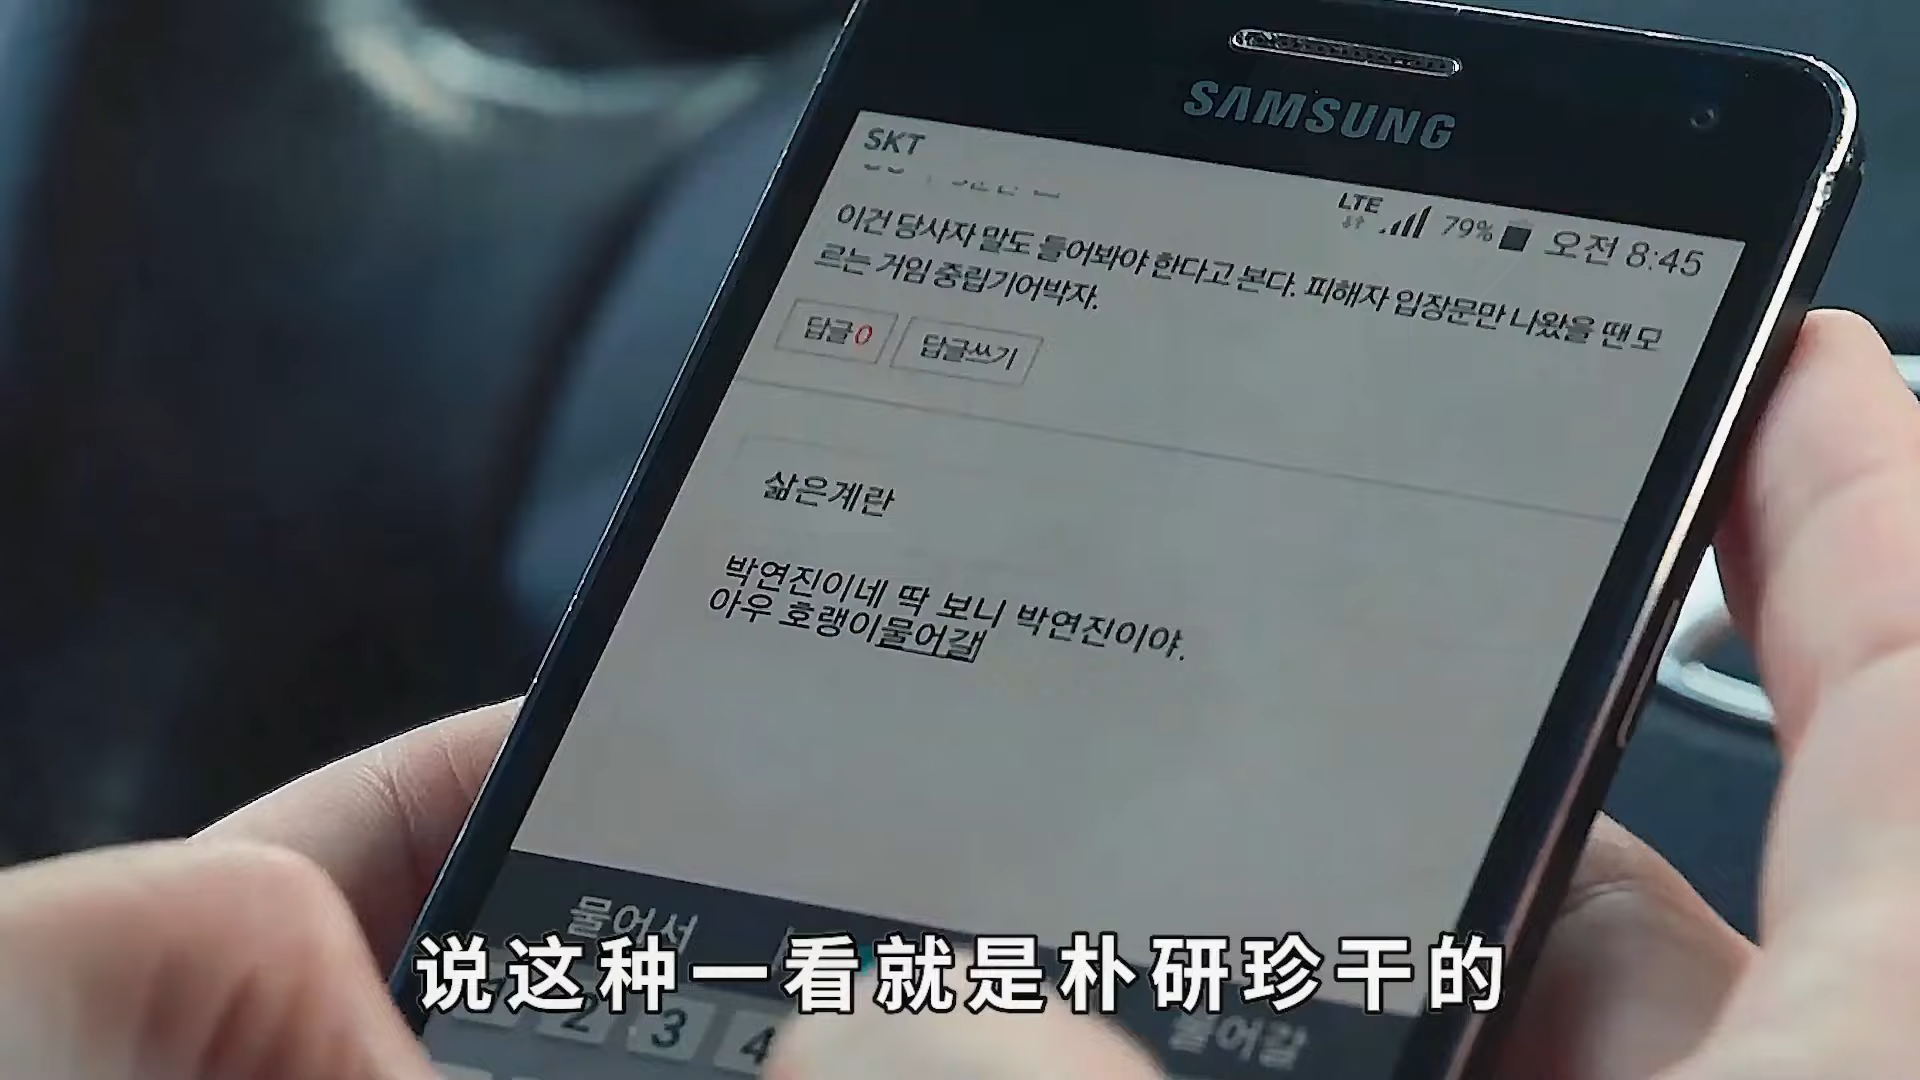 SAMSUNG
SKT
LTE 79% 오전 8:45
이건 당사자 말도 들어봐야 한다고 본다. 피해자 입장문만 나왔을 땐 모
르는 거임 중립기어박자.
답글0 답글쓰기
삶은계란
박연진이네 딱 보니 박연진이야.
아우 호랭이물어갈
물어서
물어갈
说这种一看就是朴研珍干的
2 3 4